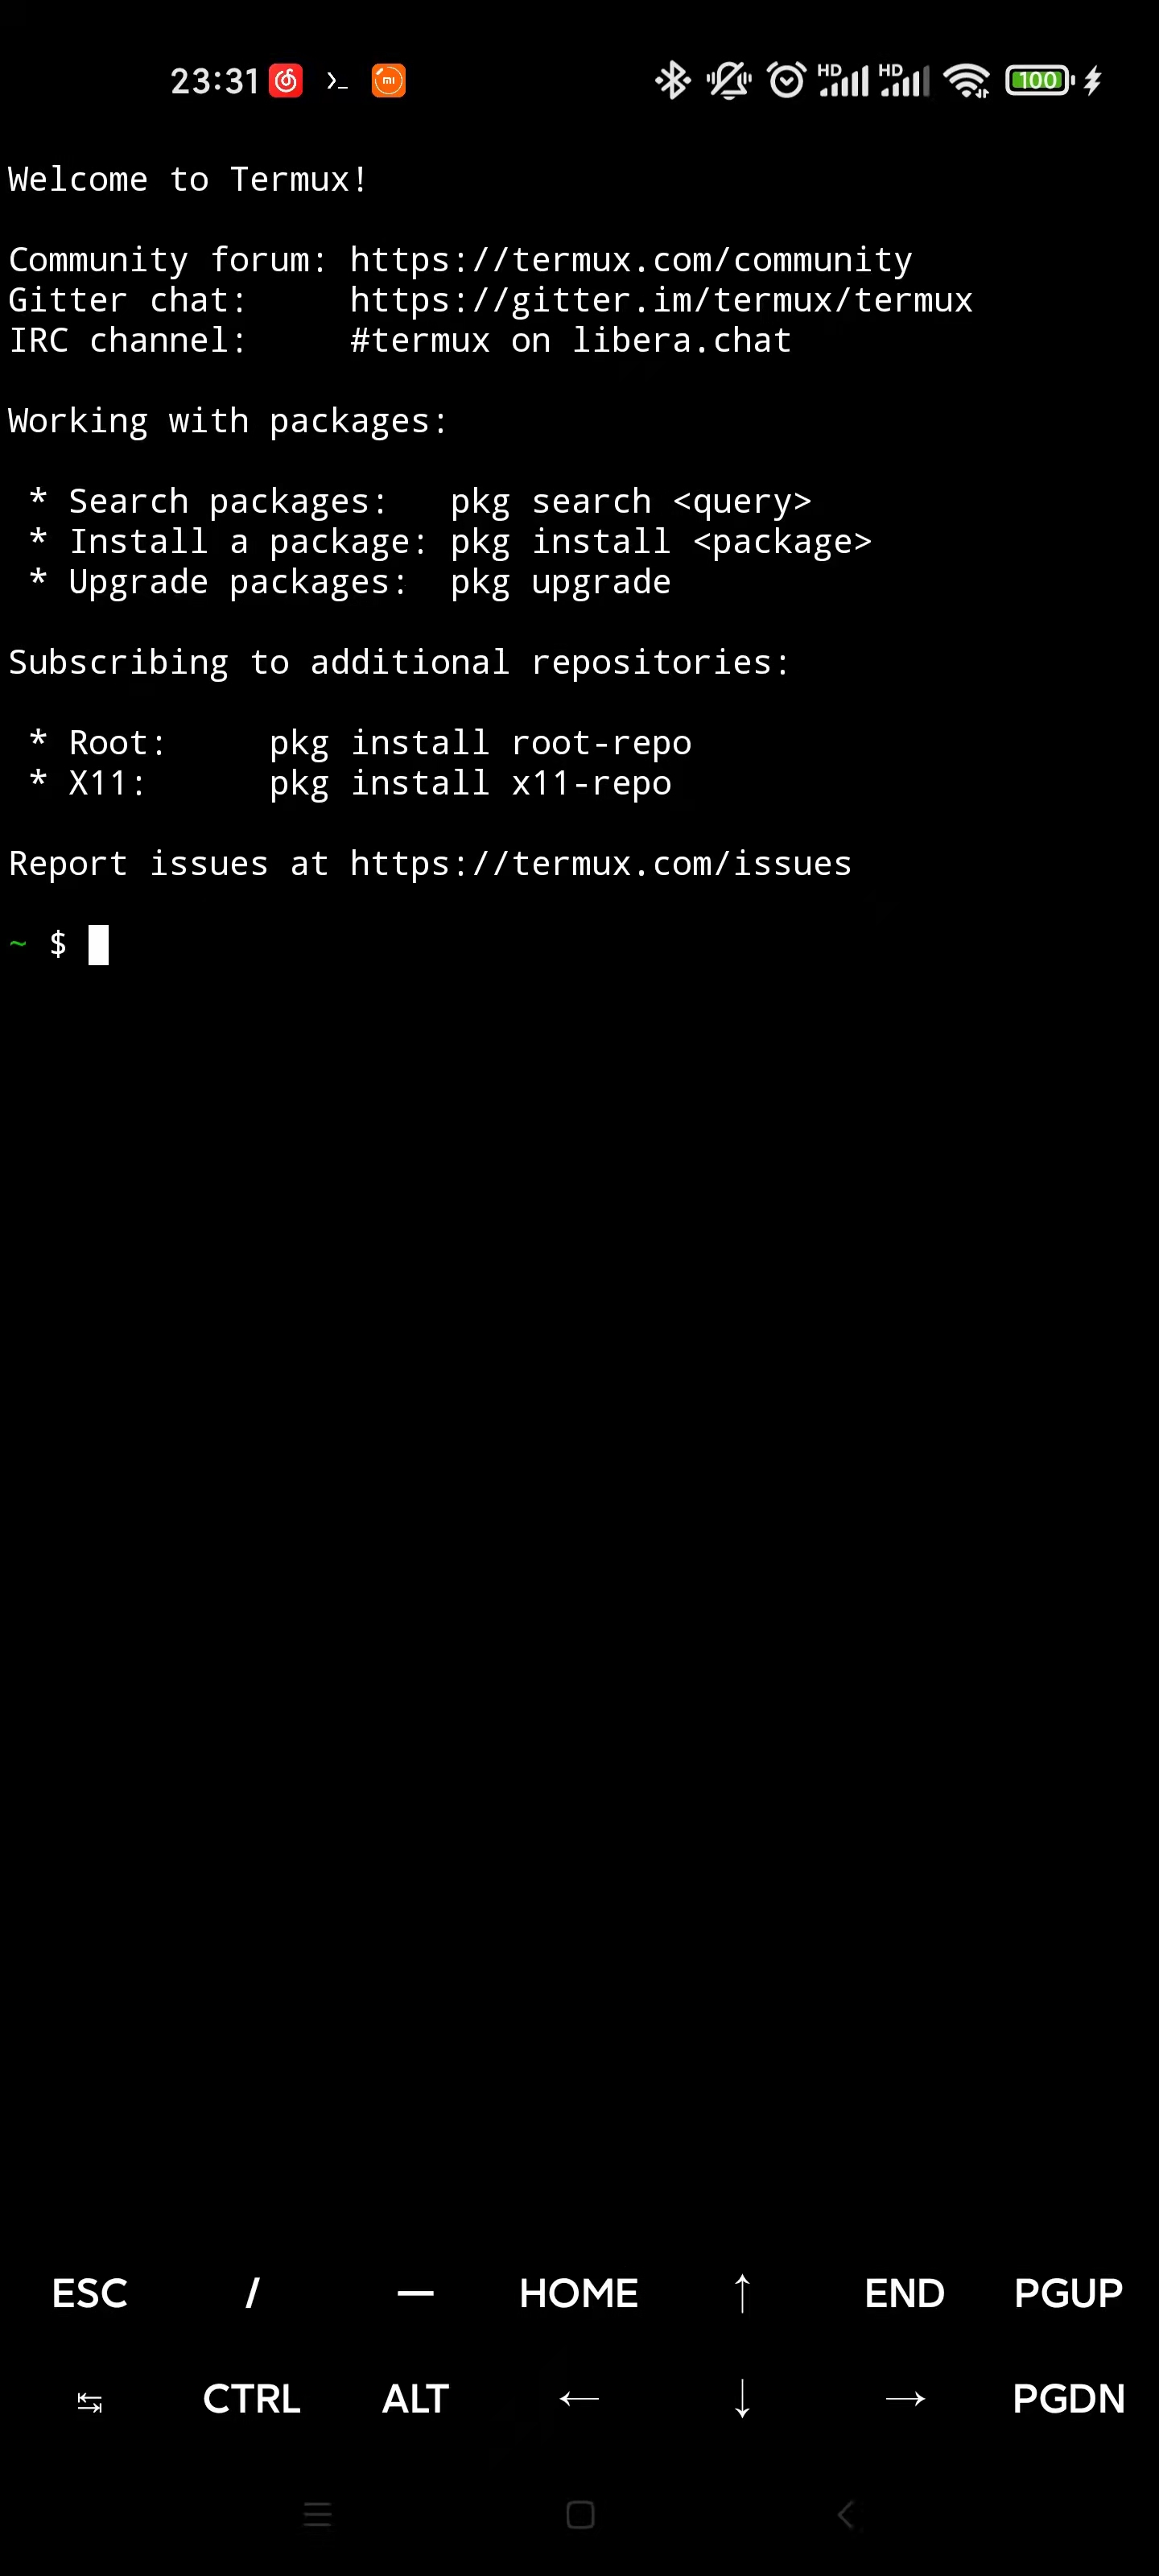 23:31 >_ mi HD HD 100
Welcome to Termux!
Community forum: https://termux.com/community
Gitter chat:     https://gitter.im/termux/termux
IRC channel:     #termux on libera.chat
Working with packages:
 * Search packages:   pkg search <query>
 * Install a package: pkg install <package>
 * Upgrade packages:  pkg upgrade
Subscribing to additional repositories:
 * Root:     pkg install root-repo
 * X11:      pkg install x11-repo
Report issues at https://termux.com/issues
~ $
ESC / — HOME ↑ END PGUP
↹ CTRL ALT ← ↓ → PGDN